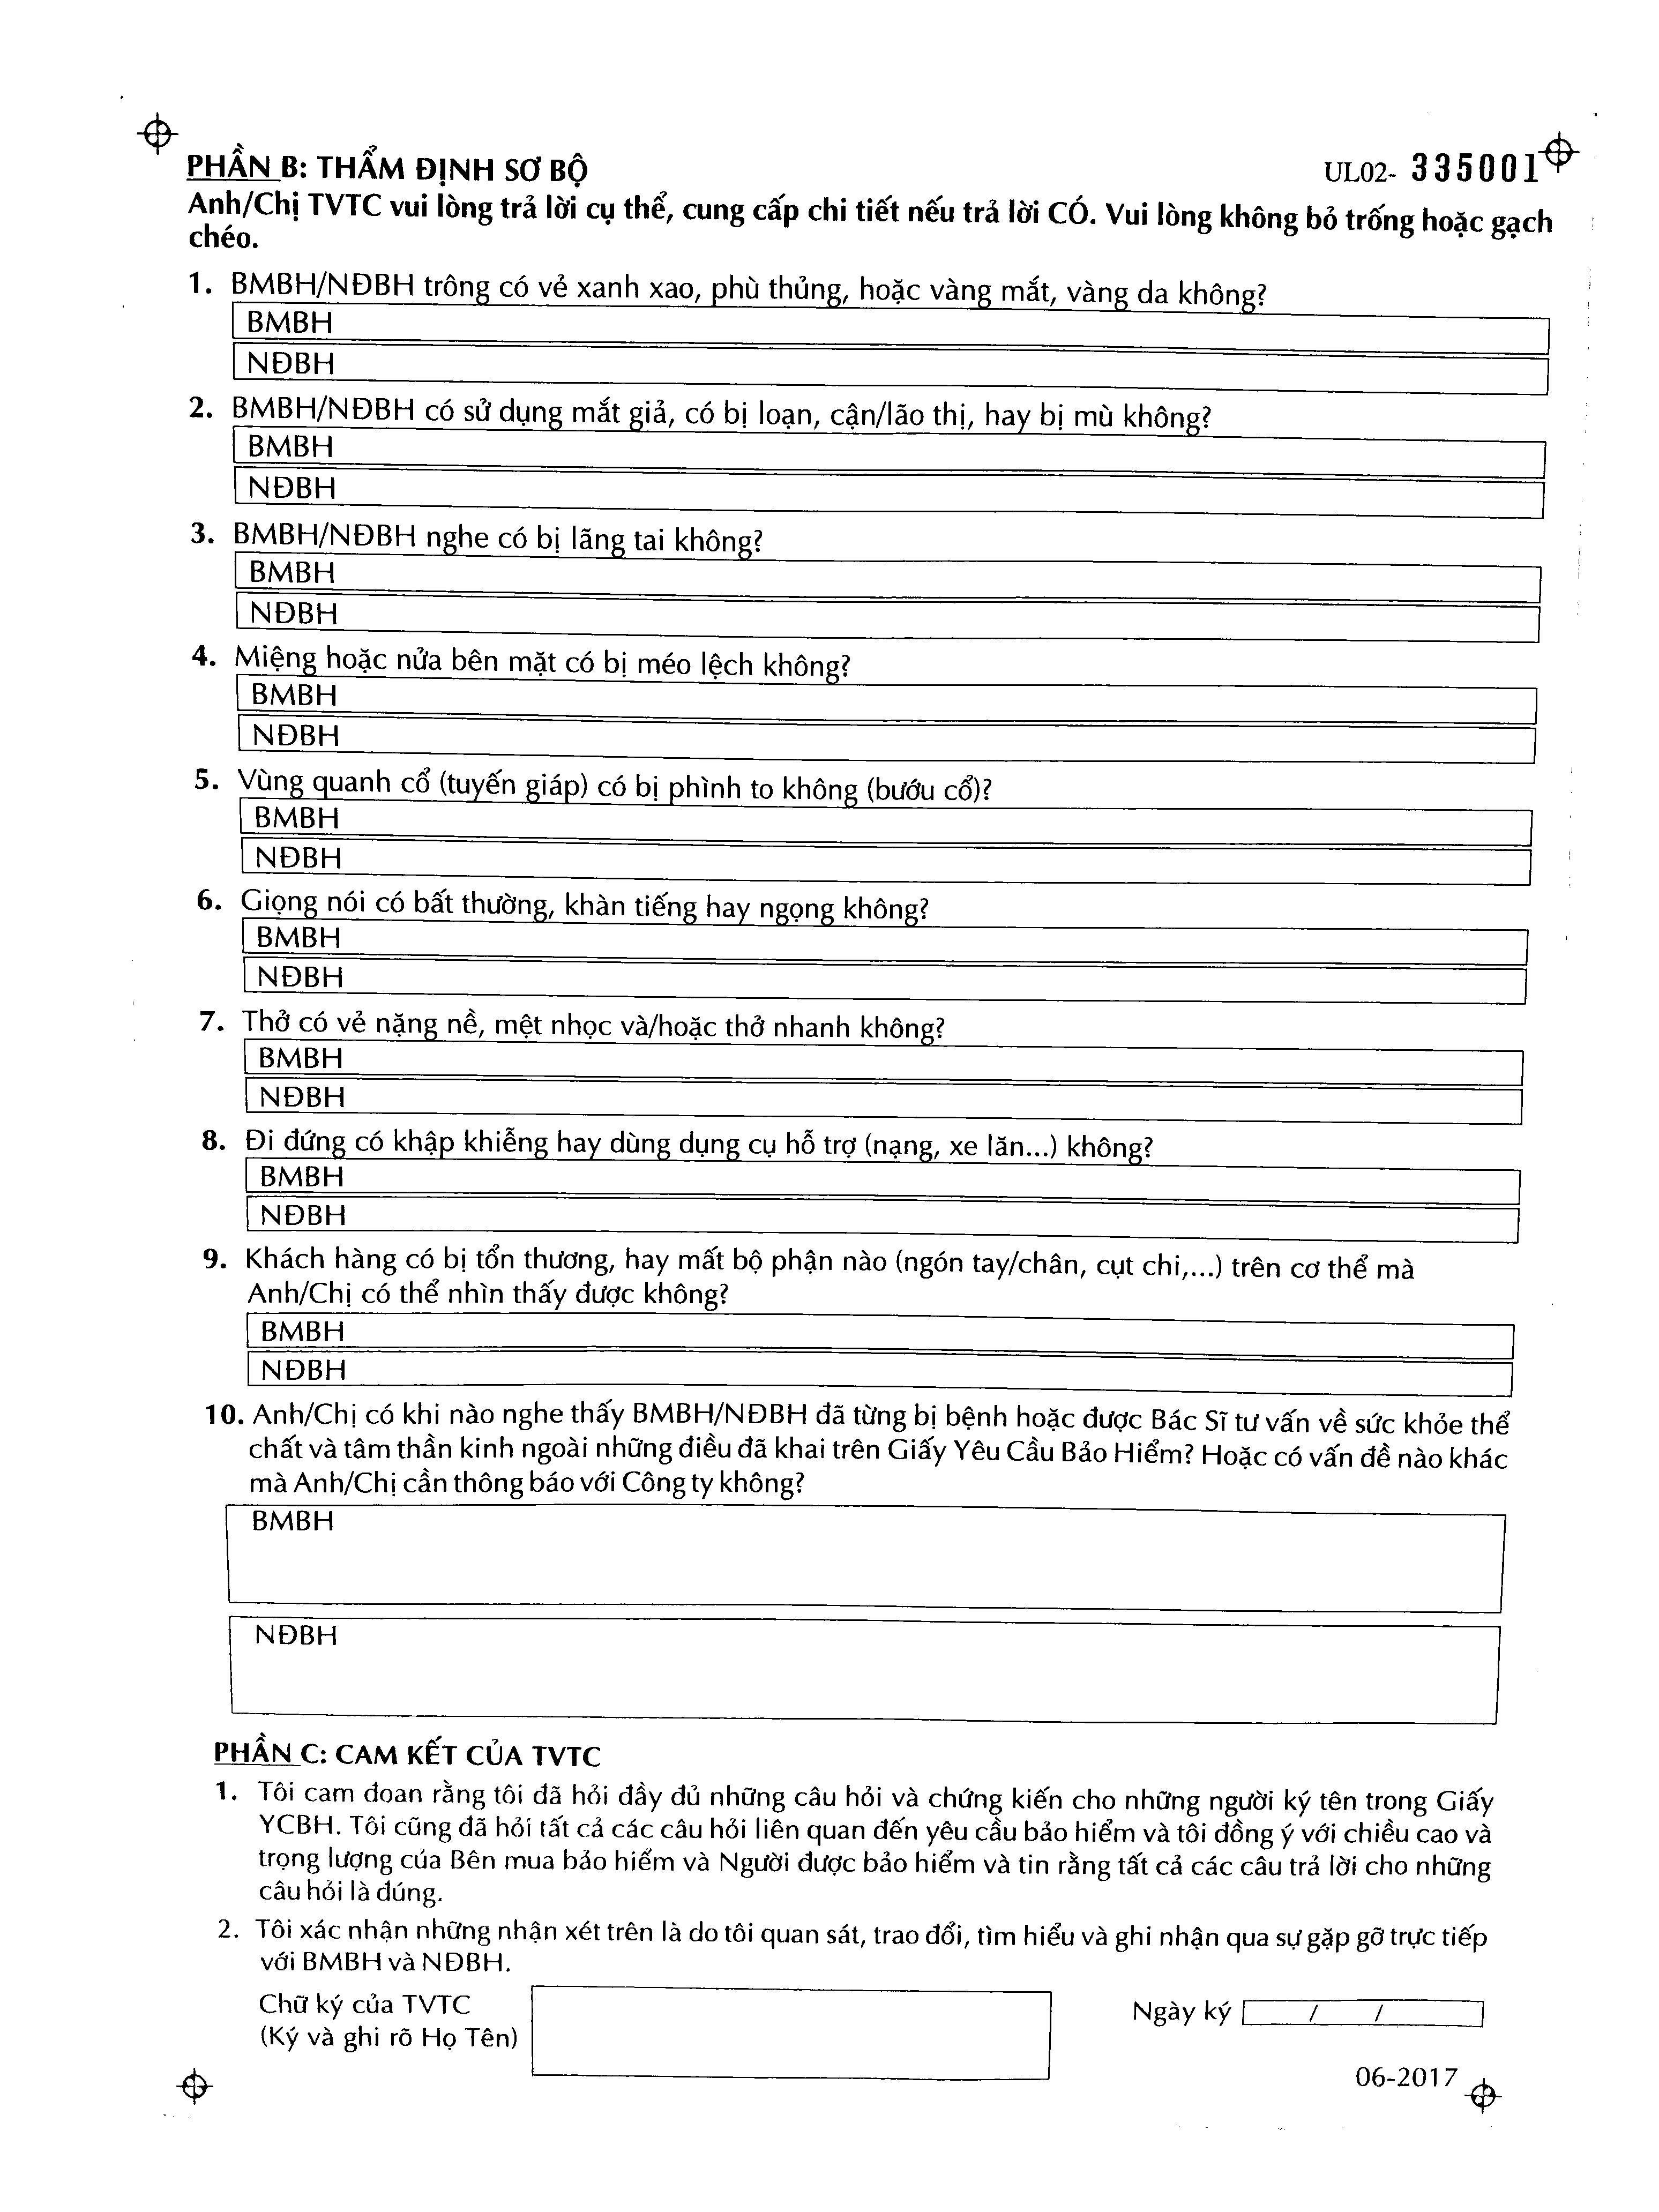 PHẦN B: THẨM ĐỊNH SƠ BỘ
UL02- 335001
Anh/Chị TVTC vui lòng trả lời cụ thể, cung cấp chi tiết nếu trả lời CÓ. Vui lòng không bỏ trống hoặc gạch
chéo.
1. BMBH/NĐBH trông có vẻ xanh xao, phù thủng, hoặc vàng mắt, vàng da không?
BMBH
NĐBH
2. BMBH/NĐBH có sử dụng mắt giả, có bị loạn, cận/lão thị, hay bị mù không?
BMBH
NĐBH
3. BMBH/NĐBH nghe có bị lãng tai không?
BMBH
NĐBH
4. Miệng hoặc nửa bên mặt có bị méo lệch không?
BMBH
NĐBH
5. Vùng quanh cổ (tuyến giáp) có bị phình to không (bướu cổ)?
BMBH
NĐBH
6. Giọng nói có bất thường, khàn tiếng hay ngọng không?
BMBH
NĐBH
7. Thở có vẻ nặng nề, mệt nhọc và/hoặc thở nhanh không?
BMBH
NĐBH
8. Đi đứng có khập khiễng hay dùng dụng cụ hỗ trợ (nạng, xe lăn...) không?
BMBH
NĐBH
9. Khách hàng có bị tổn thương, hay mất bộ phận nào (ngón tay/chân, cụt chi,...) trên cơ thể mà
Anh/Chị có thể nhìn thấy được không?
BMBH
NĐBH
10. Anh/Chị có khi nào nghe thấy BMBH/NĐBH đã từng bị bệnh hoặc được Bác Sĩ tư vấn về sức khỏe thể
chất và tâm thần kinh ngoài những điều đã khai trên Giấy Yêu Cầu Bảo Hiểm? Hoặc có vấn đề nào khác
mà Anh/Chị cần thông báo với Công ty không?
BMBH
NĐBH
PHẦN C: CAM KẾT CỦA TVTC
1. Tôi cam đoan rằng tôi đã hỏi đầy đủ những câu hỏi và chứng kiến cho những người ký tên trong Giấy
YCBH. Tôi cũng đã hỏi tất cả các câu hỏi liên quan đến yêu cầu bảo hiểm và tôi đồng ý với chiều cao và
trọng lượng của Bên mua bảo hiểm và Người được bảo hiểm và tin rằng tất cả các câu trả lời cho những
câu hỏi là đúng.
2. Tôi xác nhận những nhận xét trên là do tôi quan sát, trao đổi, tìm hiểu và ghi nhận qua sự gặp gỡ trực tiếp
với BMBH và NĐBH.
Chữ ký của TVTC
(Ký và ghi rõ Họ Tên)
Ngày ký / /
06-2017